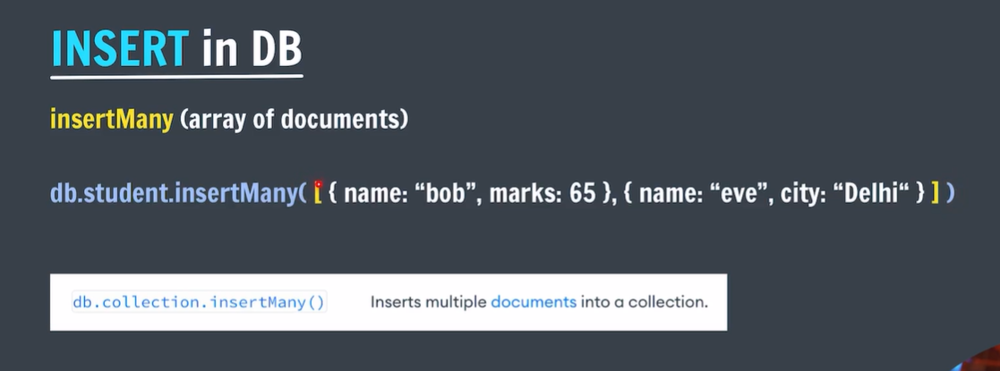 INSERT in DB
insertMany (array of documents)
db.student.insertMany( [ { name: “bob”, marks: 65 }, { name: “eve”, city: “Delhi“ } ] )
db.collection.insertMany() Inserts multiple documents into a collection.